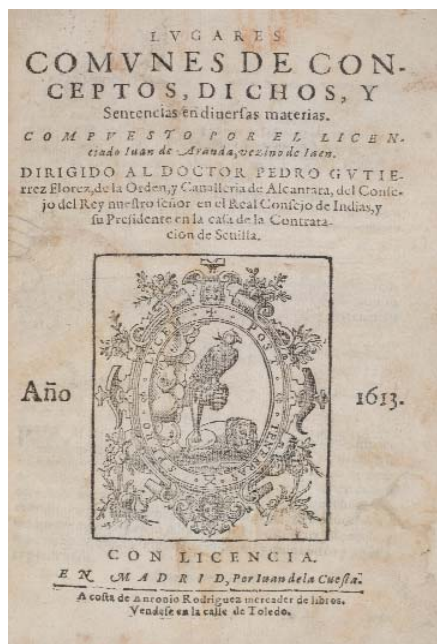 LVGARES
COMVNES DE CON-
CEPTOS, DICHOS, Y
Sentencias en diuersas materias.
COMPVESTO POR EL LICEN-
ciado Iuan de Aranda, vezino de Iaen.
DIRIGIDO AL DOCTOR PEDRO GVTIE-
rrez Florez, de la Orden, y Caualleria de Alcantara, del Conse-
jo del Rey nuestro señor en el Real Consejo de Indias, y
su Presidente en la casa de la Contrata-
cion de Seuilla.
POST TENEBRAS SPERO LVCEM
Año 1613.
CON LICENCIA.
EN MADRID, Por Iuan de la Cuesta.
A costa de Antonio Rodriguez mercader de libros.
Vendese en la calle de Toledo.